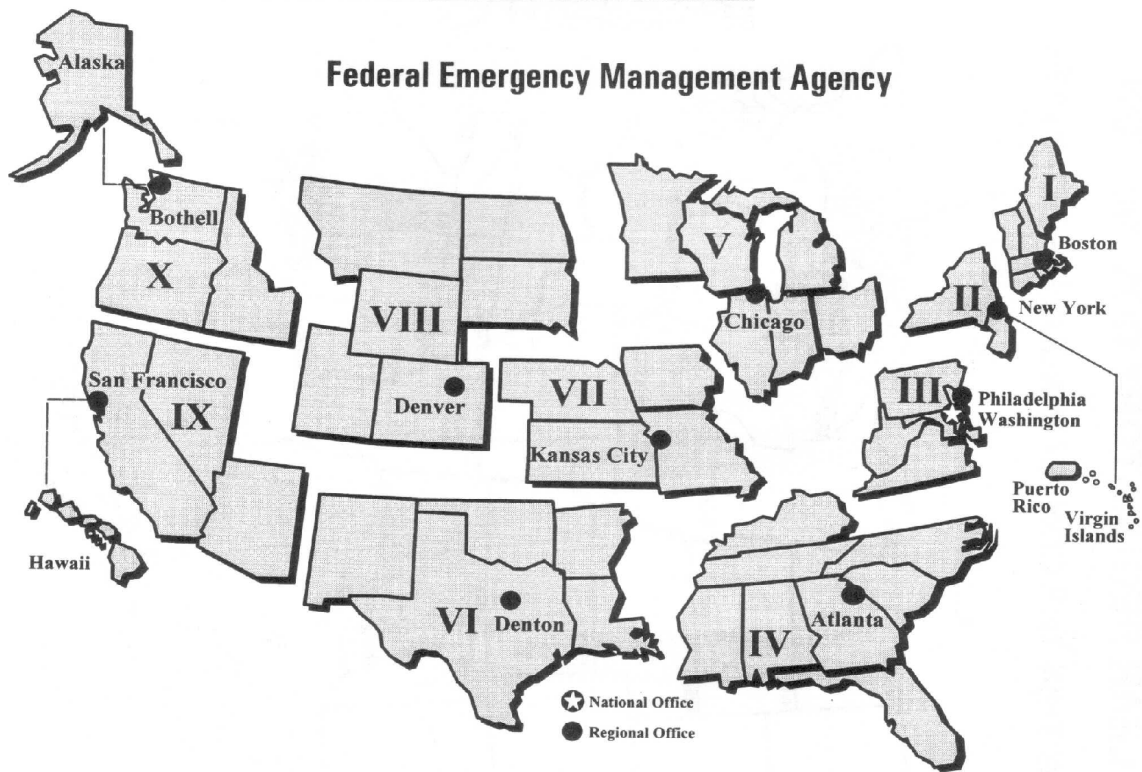 Federal Emergency Management Agency
Alaska
Bothell
X
San Francisco
IX
Hawaii
VIII
Denver
VII
Kansas City
VI
Denton
V
Chicago
I
Boston
II
New York
III
Philadelphia
Washington
Puerto
Rico
Virgin
Islands
IV
Atlanta
National Office
Regional Office